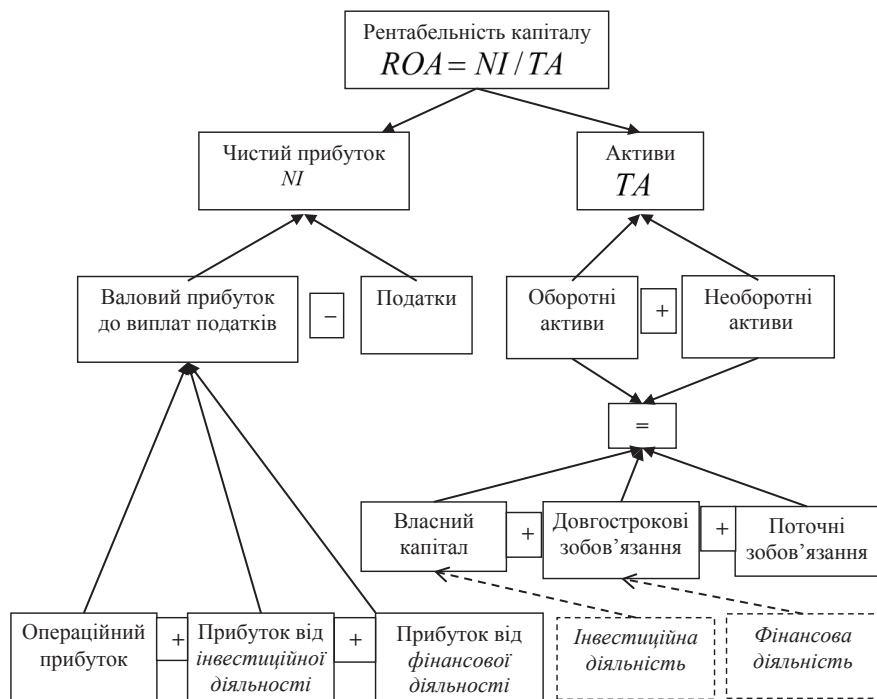 Рентабельність капіталу
ROA = NI / TA
Чистий прибуток
NI
Активи
TA
Валовий прибуток
до виплат податків
–
Податки
Оборотні
активи
+
Необоротні
активи
=
Власний
капітал
+
Довгострокові
зобов’язання
+
Поточні
зобов’язання
Операційний
прибуток
+
Прибуток від
інвестиційної
діяльності
+
Прибуток від
фінансової
діяльності
Інвестиційна
діяльність
Фінансова
діяльність